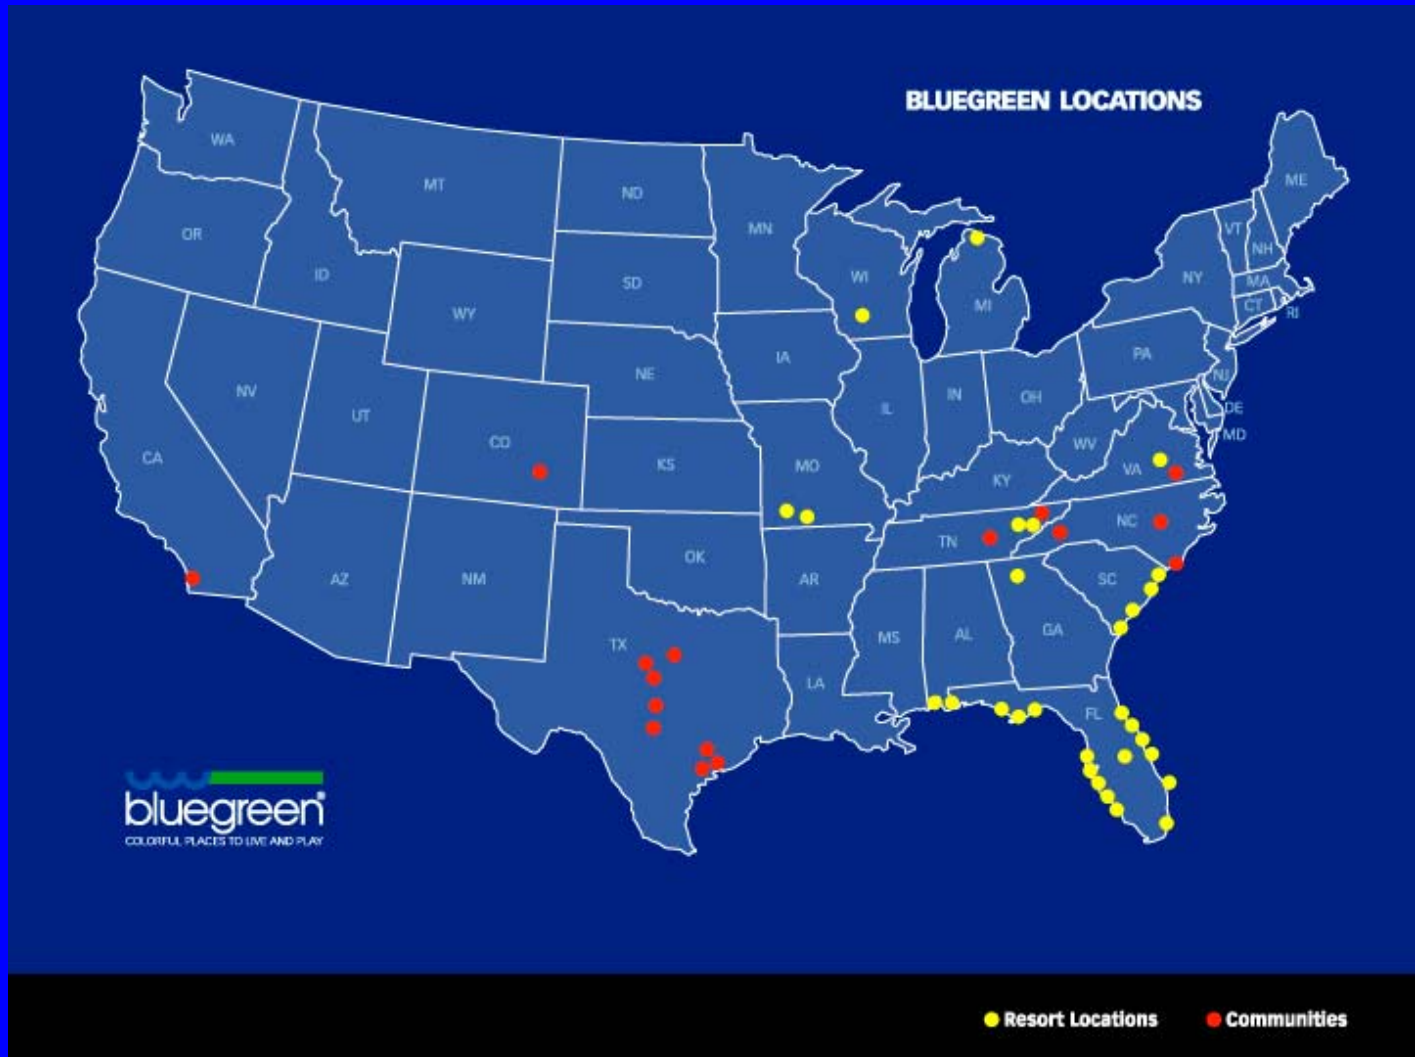 BLUEGREEN LOCATIONS
WA
MT
ND
MN
ME
OR
ID
SD
WI
VT
NH
NY
MA
CT
RI
WY
MI
IA
PA
NV
NE
NJ
UT
IL
IN
OH
DE
CO
MD
CA
KS
MO
WV
VA
KY
NC
OK
TN
AZ
NM
AR
SC
TX
MS
AL
GA
LA
FL
bluegreen®
COLORFUL PLACES TO LIVE AND PLAY
Resort Locations
Communities